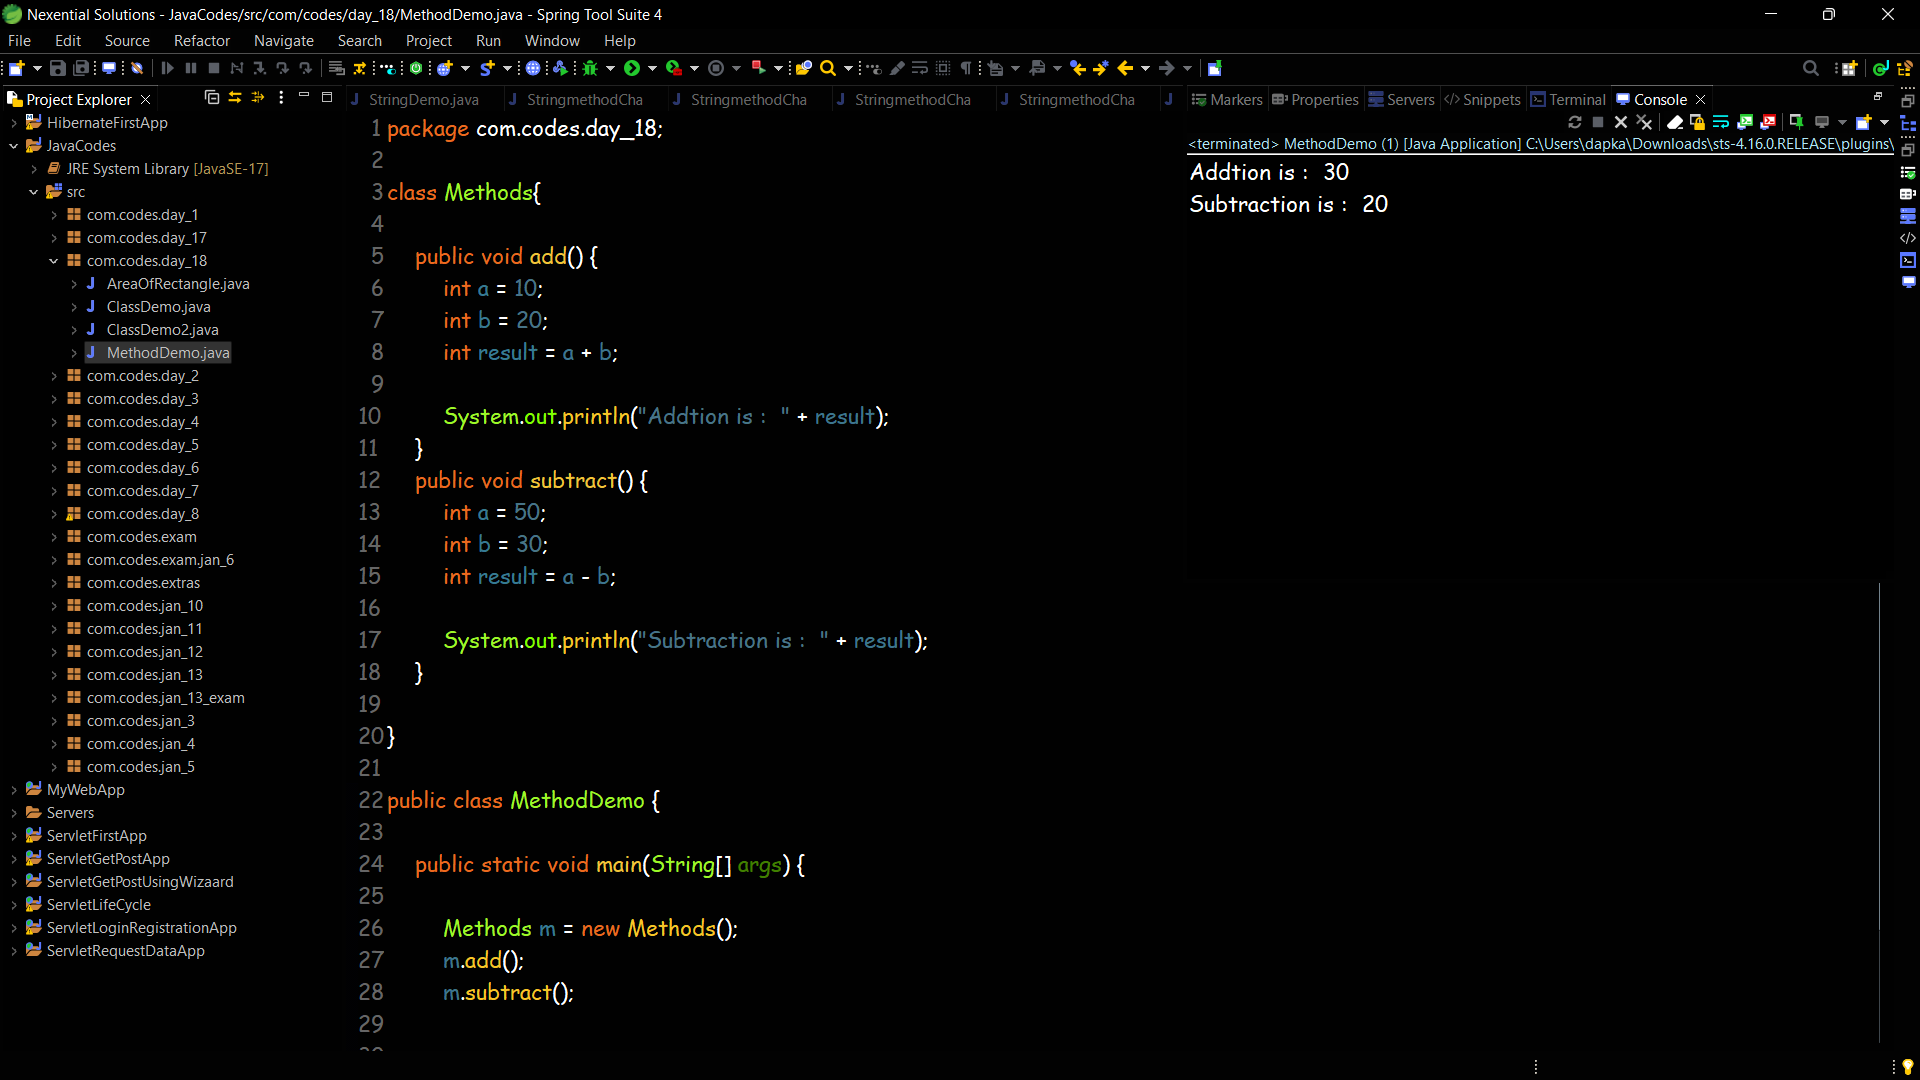 Nexential Solutions - JavaCodes/src/com/codes/day_18/MethodDemo.java - Spring Tool Suite 4
File Edit Source Refactor Navigate Search Project Run Window Help
Project Explorer
HibernateFirstApp
JavaCodes
JRE System Library [JavaSE-17]
src
com.codes.day_1
com.codes.day_17
com.codes.day_18
AreaOfRectangle.java
ClassDemo.java
ClassDemo2.java
MethodDemo.java
com.codes.day_2
com.codes.day_3
com.codes.day_4
com.codes.day_5
com.codes.day_6
com.codes.day_7
com.codes.day_8
com.codes.exam
com.codes.exam.jan_6
com.codes.extras
com.codes.jan_10
com.codes.jan_11
com.codes.jan_12
com.codes.jan_13
com.codes.jan_13_exam
com.codes.jan_3
com.codes.jan_4
com.codes.jan_5
MyWebApp
Servers
ServletFirstApp
ServletGetPostApp
ServletGetPostUsingWizaard
ServletLifeCycle
ServletLoginRegistrationApp
ServletRequestDataApp
StringDemo.java StringmethodCha StringmethodCha StringmethodCha StringmethodCha
1 package com.codes.day_18;
2
3 class Methods{
4
5 public void add() {
6 int a = 10;
7 int b = 20;
8 int result = a + b;
9
10 System.out.println("Addtion is :  " + result);
11 }
12 public void subtract() {
13 int a = 50;
14 int b = 30;
15 int result = a - b;
16
17 System.out.println("Subtraction is :  " + result);
18 }
19
20 }
21
22 public class MethodDemo {
23
24 public static void main(String[] args) {
25
26 Methods m = new Methods();
27 m.add();
28 m.subtract();
29
Markers Properties Servers Snippets Terminal Console
<terminated> MethodDemo (1) [Java Application] C:\Users\dapka\Downloads\sts-4.16.0.RELEASE\plugins\
Addtion is :  30
Subtraction is :  20